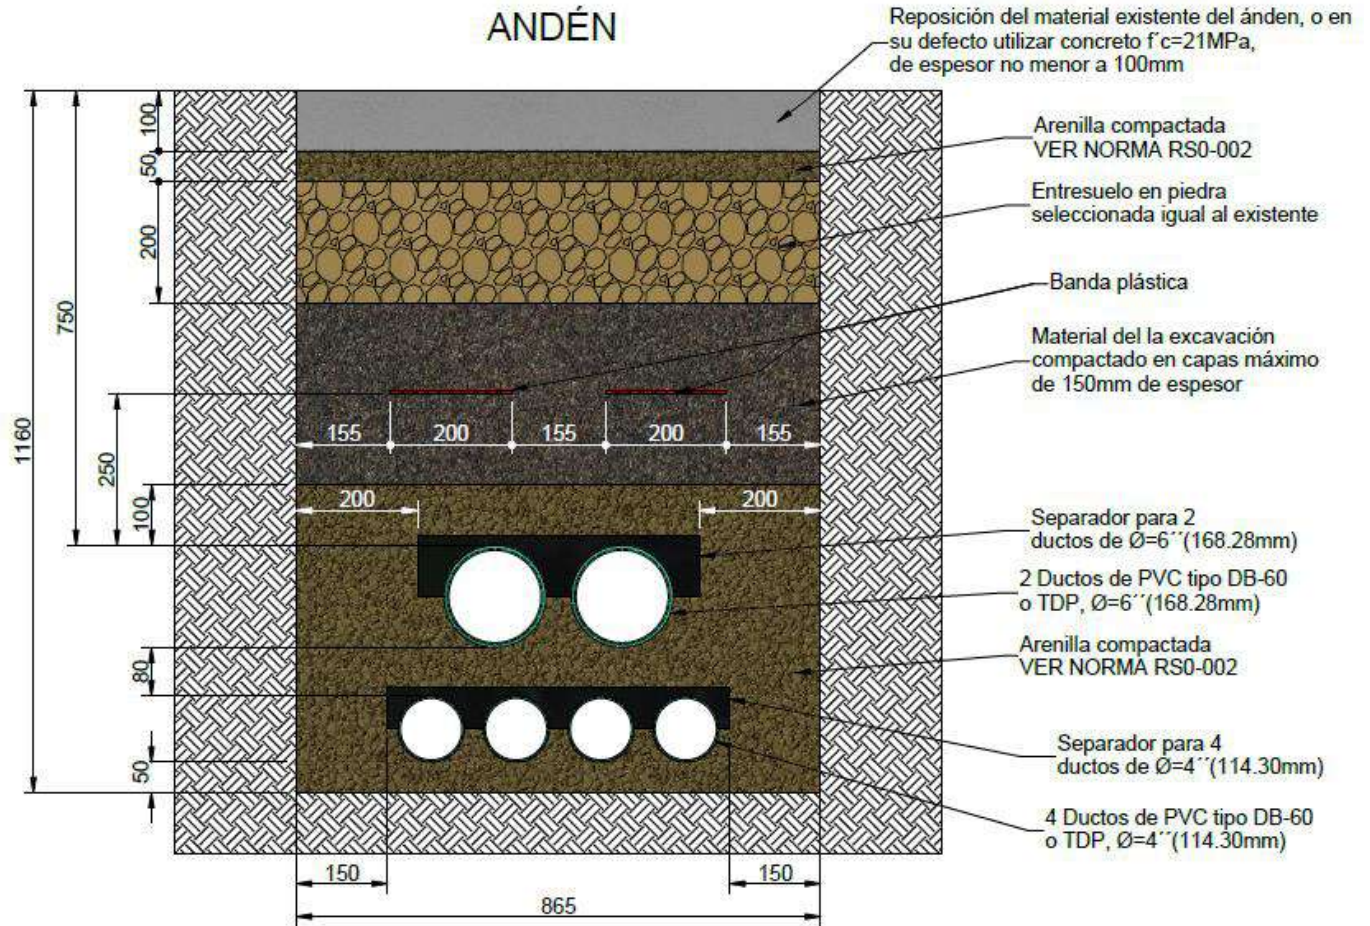 ANDÉN
Reposición del material existente del ánden, o en
su defecto utilizar concreto f´c=21MPa,
de espesor no menor a 100mm
Arenilla compactada
VER NORMA RS0-002
Entresuelo en piedra
seleccionada igual al existente
Banda plástica
Material del la excavación
compactado en capas máximo
de 150mm de espesor
Separador para 2
ductos de Ø=6´´(168.28mm)
2 Ductos de PVC tipo DB-60
o TDP, Ø=6´´(168.28mm)
Arenilla compactada
VER NORMA RS0-002
Separador para 4
ductos de Ø=4´´(114.30mm)
4 Ductos de PVC tipo DB-60
o TDP, Ø=4´´(114.30mm)
100
50
200
750
1160
250
100
80
50
155 200 155 200 155
200 200
150 150
865